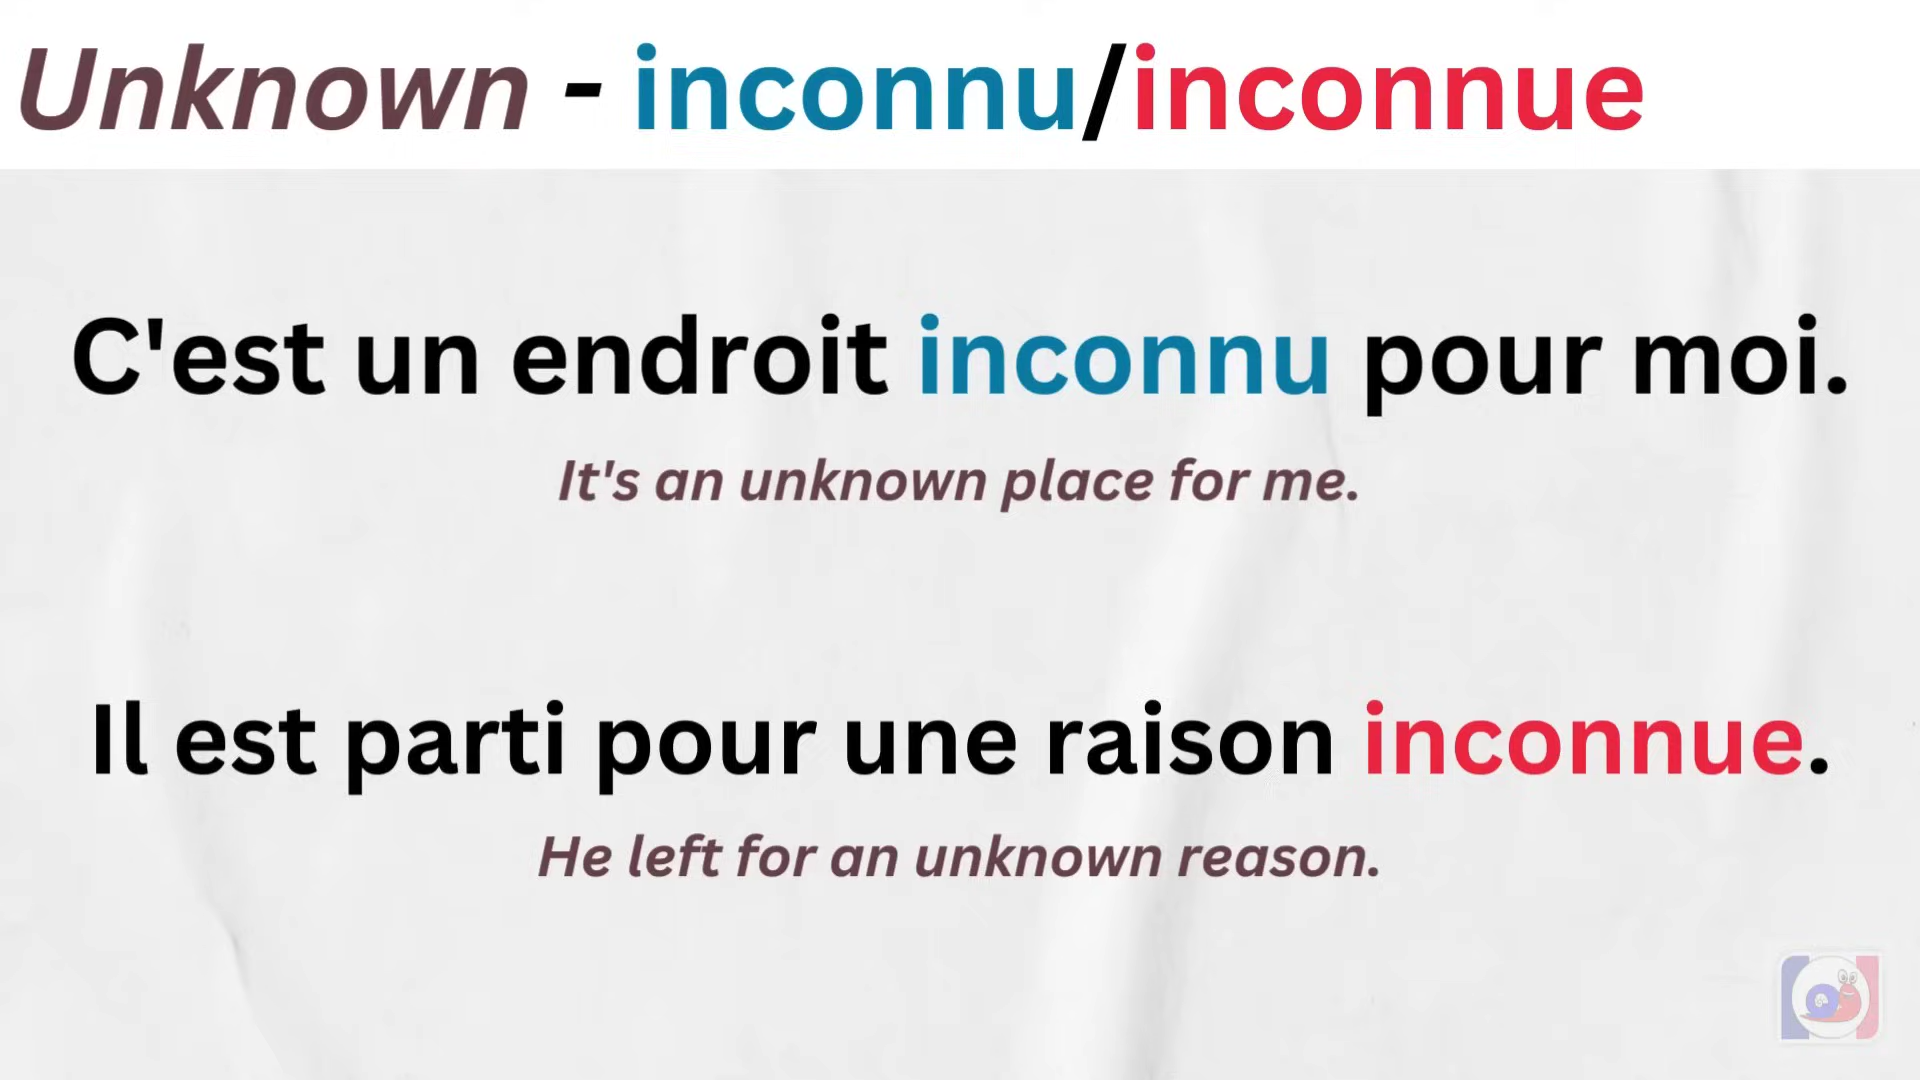 Unknown - inconnu/inconnue
C'est un endroit inconnu pour moi.
It's an unknown place for me.
Il est parti pour une raison inconnue.
He left for an unknown reason.